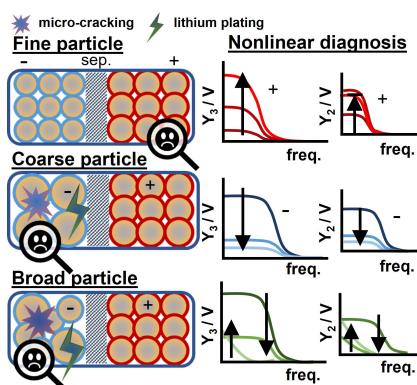 micro-cracking lithium plating
Fine particle
- sep. +
Nonlinear diagnosis
Y3 / V
+
freq.
Y2 / V
+
freq.
Coarse particle
- +
Y3 / V
-
freq.
Y2 / V
-
freq.
Broad particle
- +
Y3 / V
freq.
Y2 / V
freq.